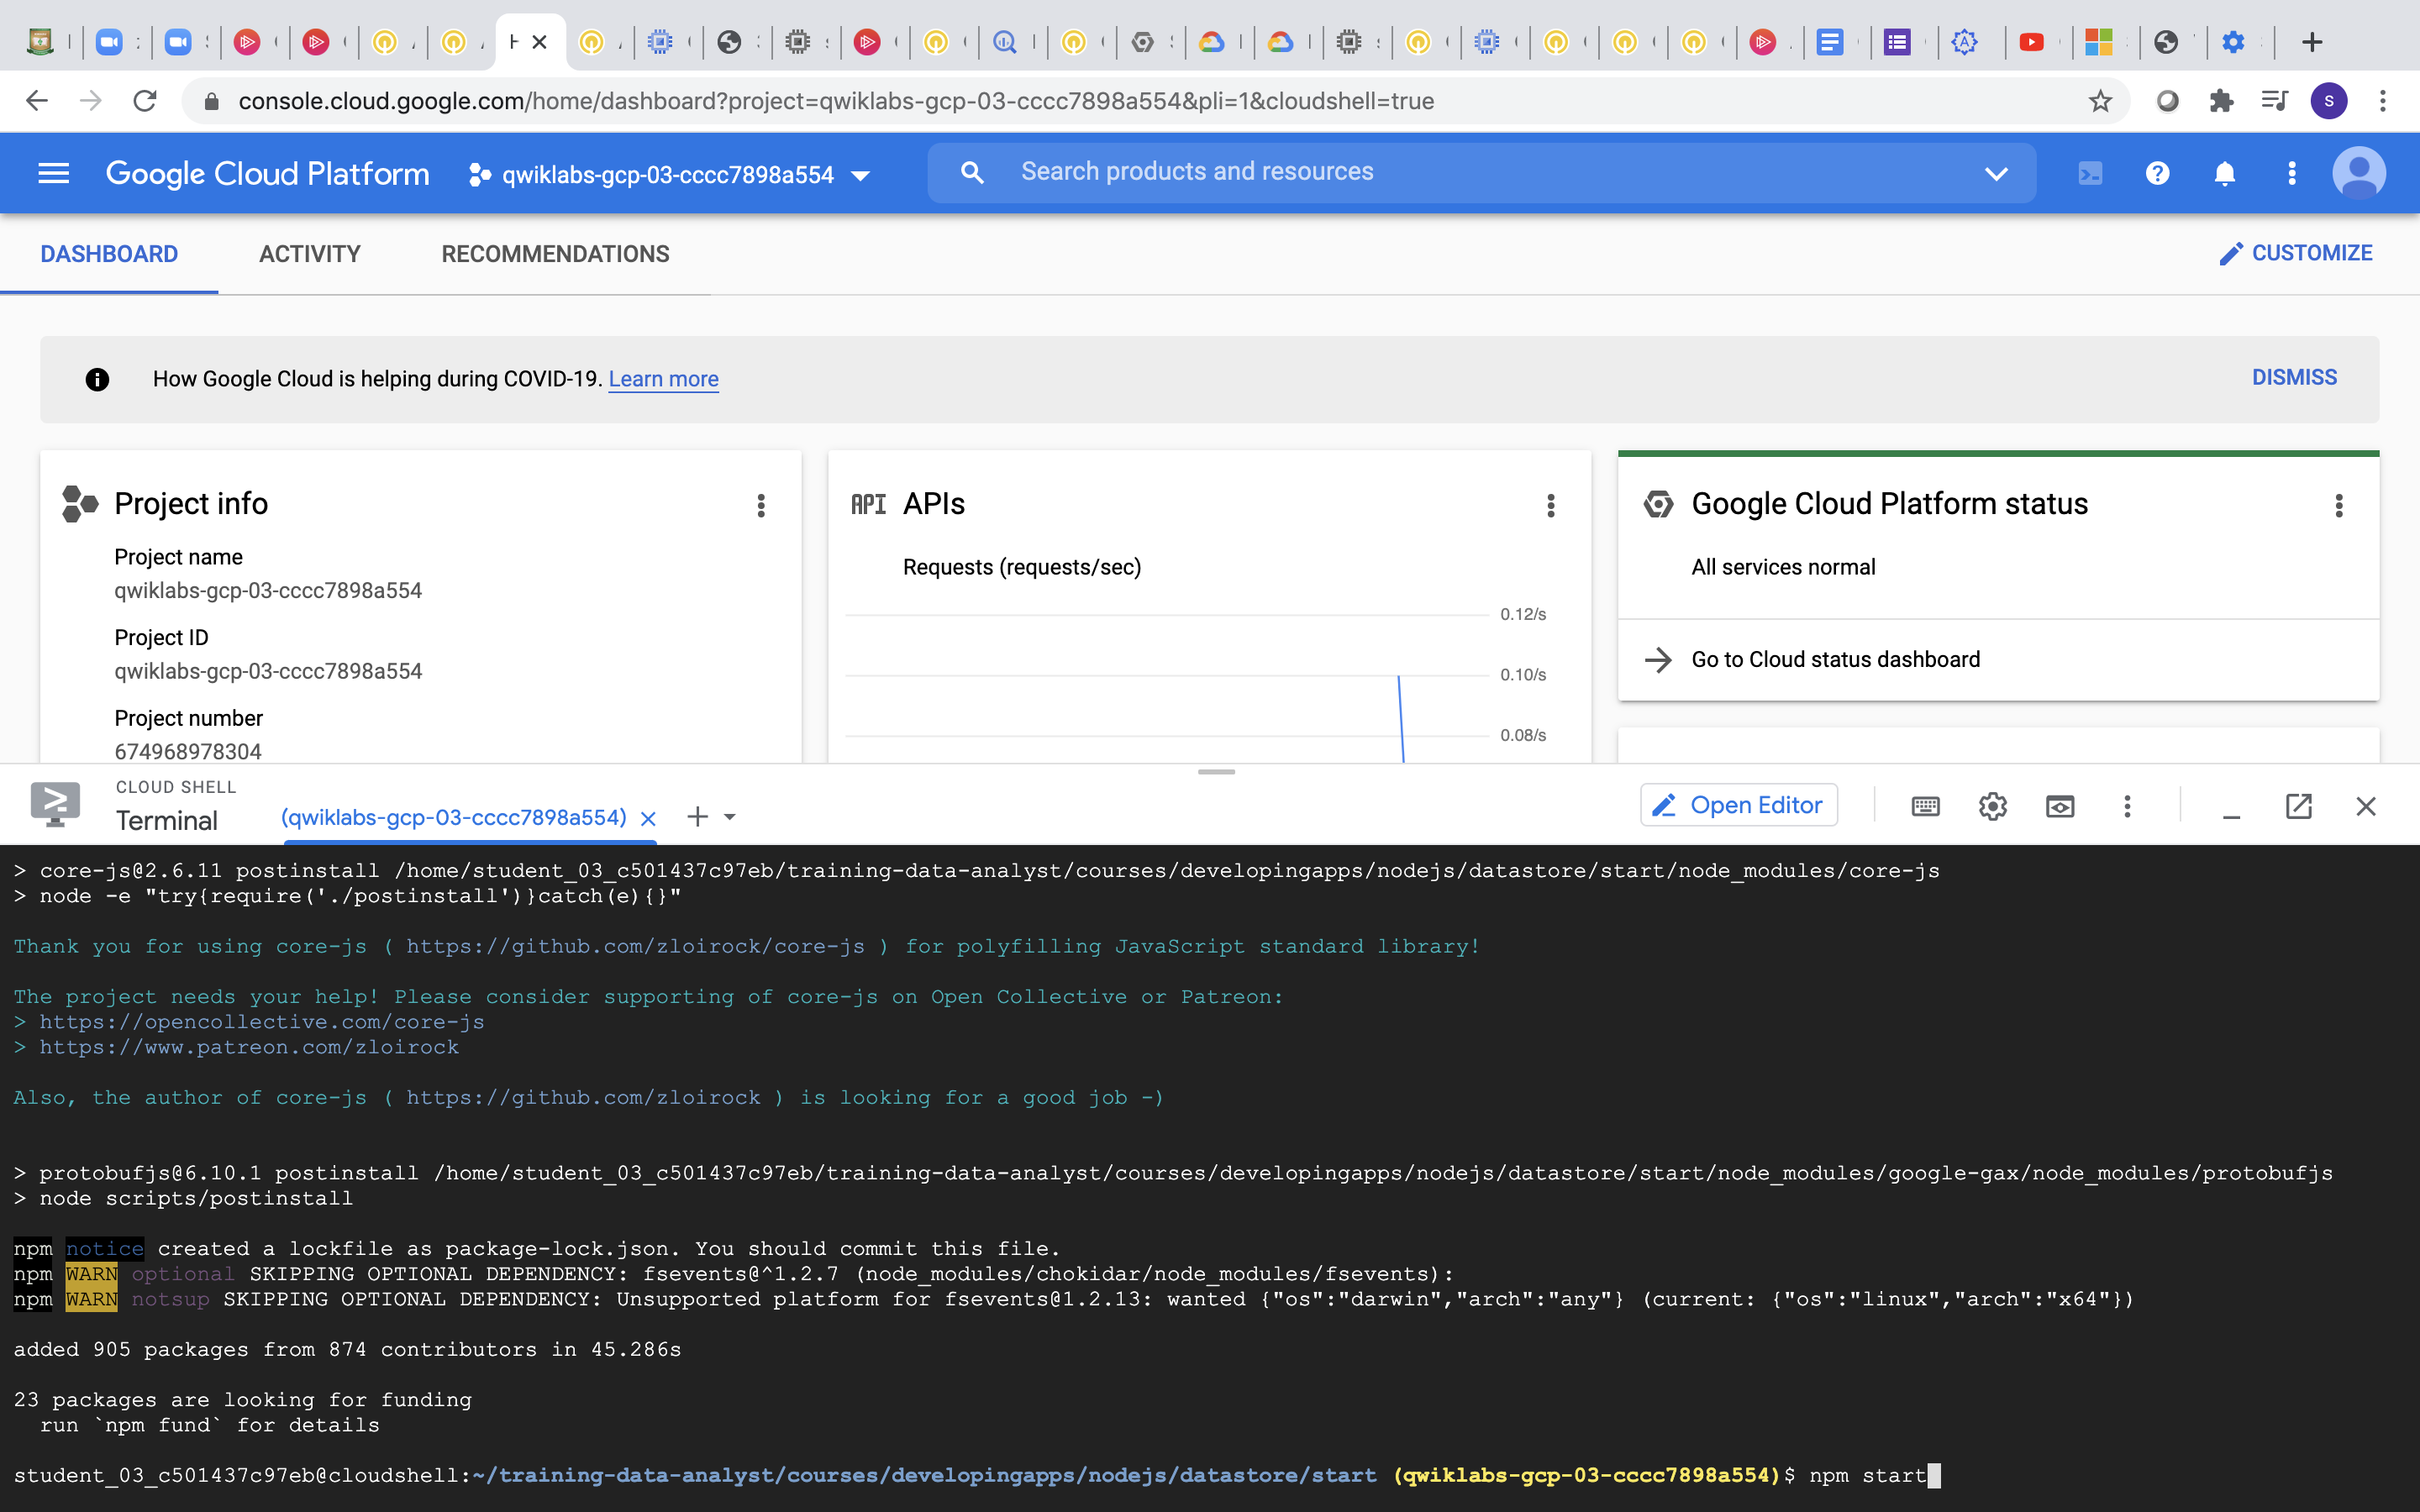 console.cloud.google.com/home/dashboard?project=qwiklabs-gcp-03-cccc7898a554&pli=1&cloudshell=true
S
Google Cloud Platform
qwiklabs-gcp-03-cccc7898a554
Search products and resources
DASHBOARD
ACTIVITY
RECOMMENDATIONS
CUSTOMIZE
How Google Cloud is helping during COVID-19. Learn more
DISMISS
Project info
Project name
qwiklabs-gcp-03-cccc7898a554
Project ID
qwiklabs-gcp-03-cccc7898a554
Project number
674968978304
API APIs
Requests (requests/sec)
0.12/s
0.10/s
0.08/s
Google Cloud Platform status
All services normal
Go to Cloud status dashboard
CLOUD SHELL
Terminal
(qwiklabs-gcp-03-cccc7898a554)
Open Editor
> core-js@2.6.11 postinstall /home/student_03_c501437c97eb/training-data-analyst/courses/developingapps/nodejs/datastore/start/node_modules/core-js
> node -e "try{require('./postinstall')}catch(e){}"
Thank you for using core-js ( https://github.com/zloirock/core-js ) for polyfilling JavaScript standard library!
The project needs your help! Please consider supporting of core-js on Open Collective or Patreon:
> https://opencollective.com/core-js
> https://www.patreon.com/zloirock
Also, the author of core-js ( https://github.com/zloirock ) is looking for a good job -)
> protobufjs@6.10.1 postinstall /home/student_03_c501437c97eb/training-data-analyst/courses/developingapps/nodejs/datastore/start/node_modules/google-gax/node_modules/protobufjs
> node scripts/postinstall
npm notice created a lockfile as package-lock.json. You should commit this file.
npm WARN optional SKIPPING OPTIONAL DEPENDENCY: fsevents@^1.2.7 (node_modules/chokidar/node_modules/fsevents):
npm WARN notsup SKIPPING OPTIONAL DEPENDENCY: Unsupported platform for fsevents@1.2.13: wanted {"os":"darwin","arch":"any"} (current: {"os":"linux","arch":"x64"})
added 905 packages from 874 contributors in 45.286s
23 packages are looking for funding
run `npm fund` for details
student_03_c501437c97eb@cloudshell:~/training-data-analyst/courses/developingapps/nodejs/datastore/start (qwiklabs-gcp-03-cccc7898a554)$ npm start